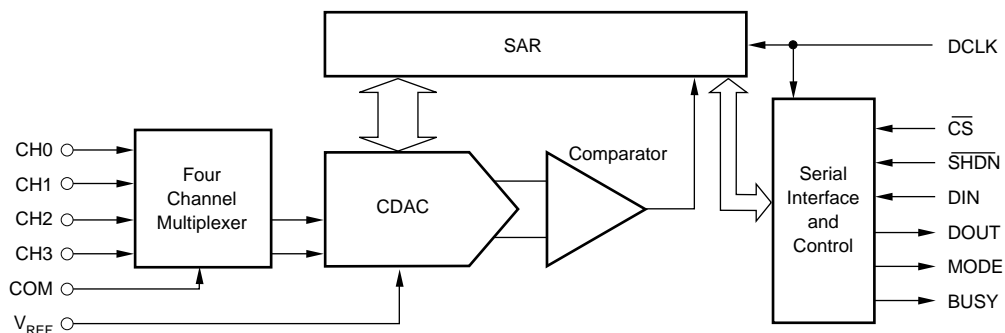 SAR
DCLK
CH0
CH1
CH2
CH3
COM
VREF
Four
Channel
Multiplexer
CDAC
Comparator
Serial
Interface
and
Control
CS
SHDN
DIN
DOUT
MODE
BUSY